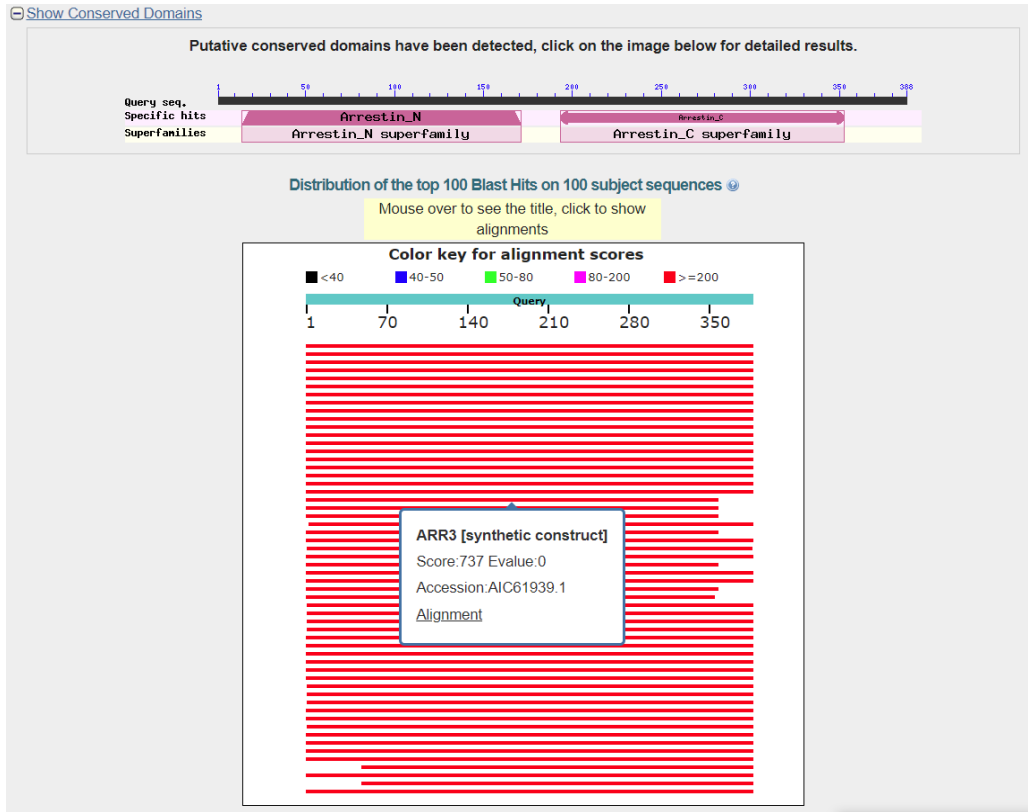 Show Conserved Domains
Putative conserved domains have been detected, click on the image below for detailed results.
1 50 100 150 200 250 300 350 388
Query seq.
Specific hits Arrestin_N Arrestin_C
Superfamilies Arrestin_N superfamily Arrestin_C superfamily
Distribution of the top 100 Blast Hits on 100 subject sequences ?
Mouse over to see the title, click to show
alignments
Color key for alignment scores
<40 40-50 50-80 80-200 >=200
Query
1 70 140 210 280 350
ARR3 [synthetic construct]
Score:737 Evalue:0
Accession:AIC61939.1
Alignment